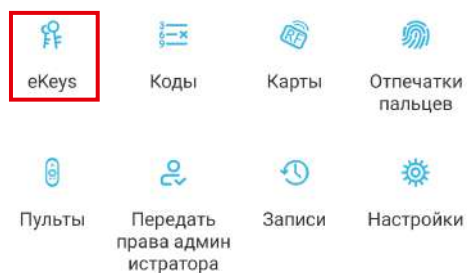 eKeys Коды Карты Отпечатки
пальцев
Пульты Передать Записи Настройки
права админ
истратора